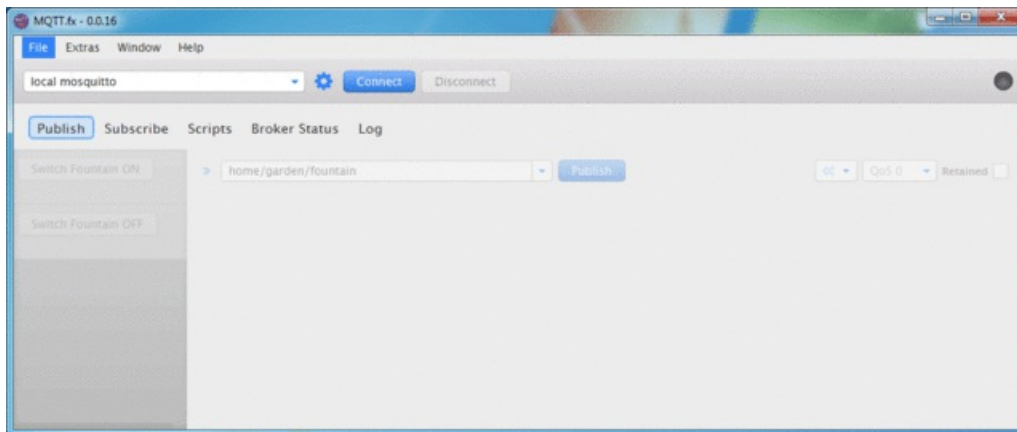 MQTT.fx - 0.0.16
File Extras Window Help
local mosquitto Connect Disconnect
Publish Subscribe Scripts Broker Status Log
Switch Fountain ON home/garden/fountain Publish QoS 0 Retained
Switch Fountain OFF